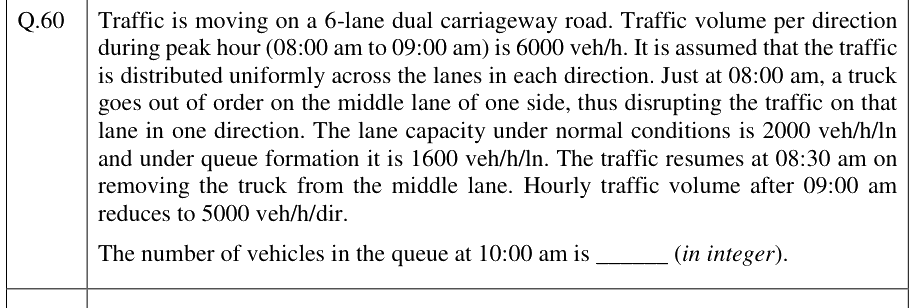 Q.60
Traffic is moving on a 6-lane dual carriageway road. Traffic volume per direction
during peak hour (08:00 am to 09:00 am) is 6000 veh/h. It is assumed that the traffic
is distributed uniformly across the lanes in each direction. Just at 08:00 am, a truck
goes out of order on the middle lane of one side, thus disrupting the traffic on that
lane in one direction. The lane capacity under normal conditions is 2000 veh/h/ln
and under queue formation it is 1600 veh/h/ln. The traffic resumes at 08:30 am on
removing the truck from the middle lane. Hourly traffic volume after 09:00 am
reduces to 5000 veh/h/dir.
The number of vehicles in the queue at 10:00 am is ______ (in integer).